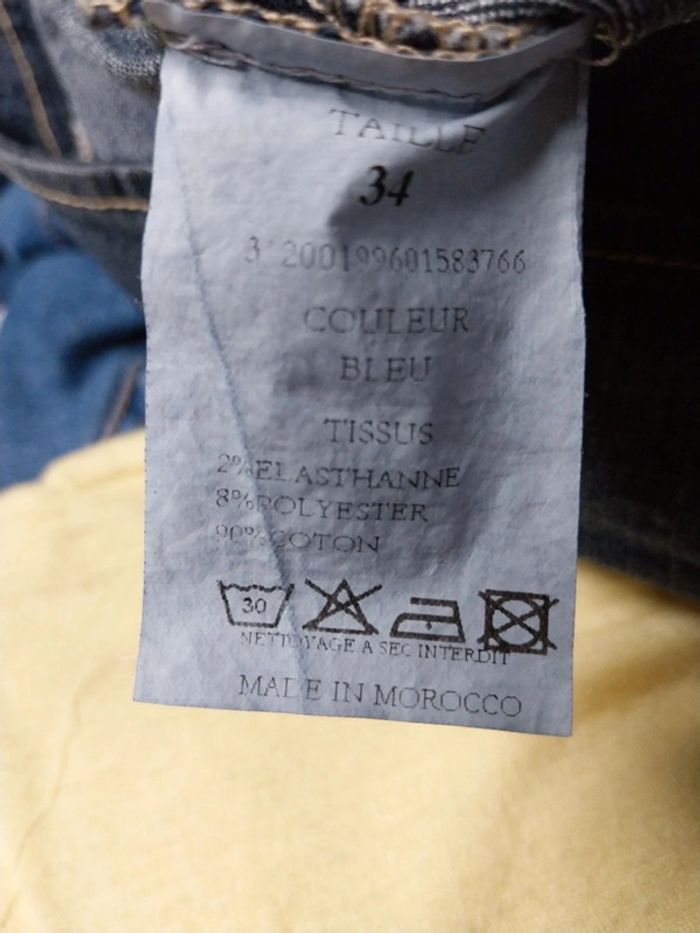 TAILLE
34
3 200199601583766
COULEUR
BLEU
TISSUS
2%ELASTHANNE
8%POLYESTER
90%COTON
30
NETTOYAGE A SEC INTERDIT
MADE IN MOROCCO